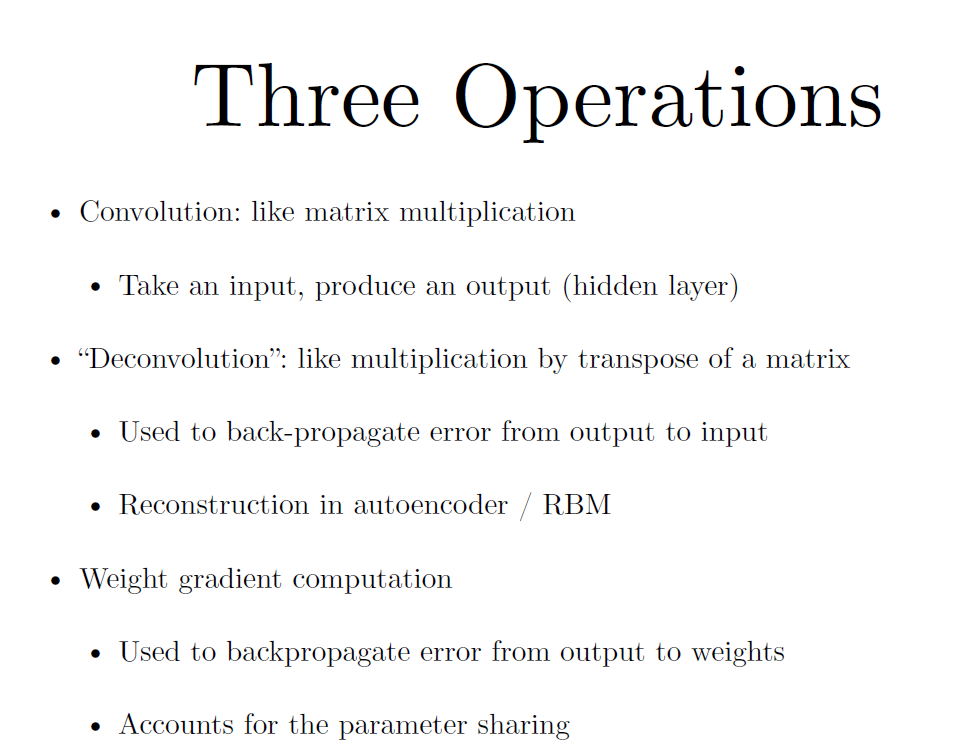 Three Operations
• Convolution: like matrix multiplication
• Take an input, produce an output (hidden layer)
• “Deconvolution”: like multiplication by transpose of a matrix
• Used to back-propagate error from output to input
• Reconstruction in autoencoder / RBM
• Weight gradient computation
• Used to backpropagate error from output to weights
• Accounts for the parameter sharing